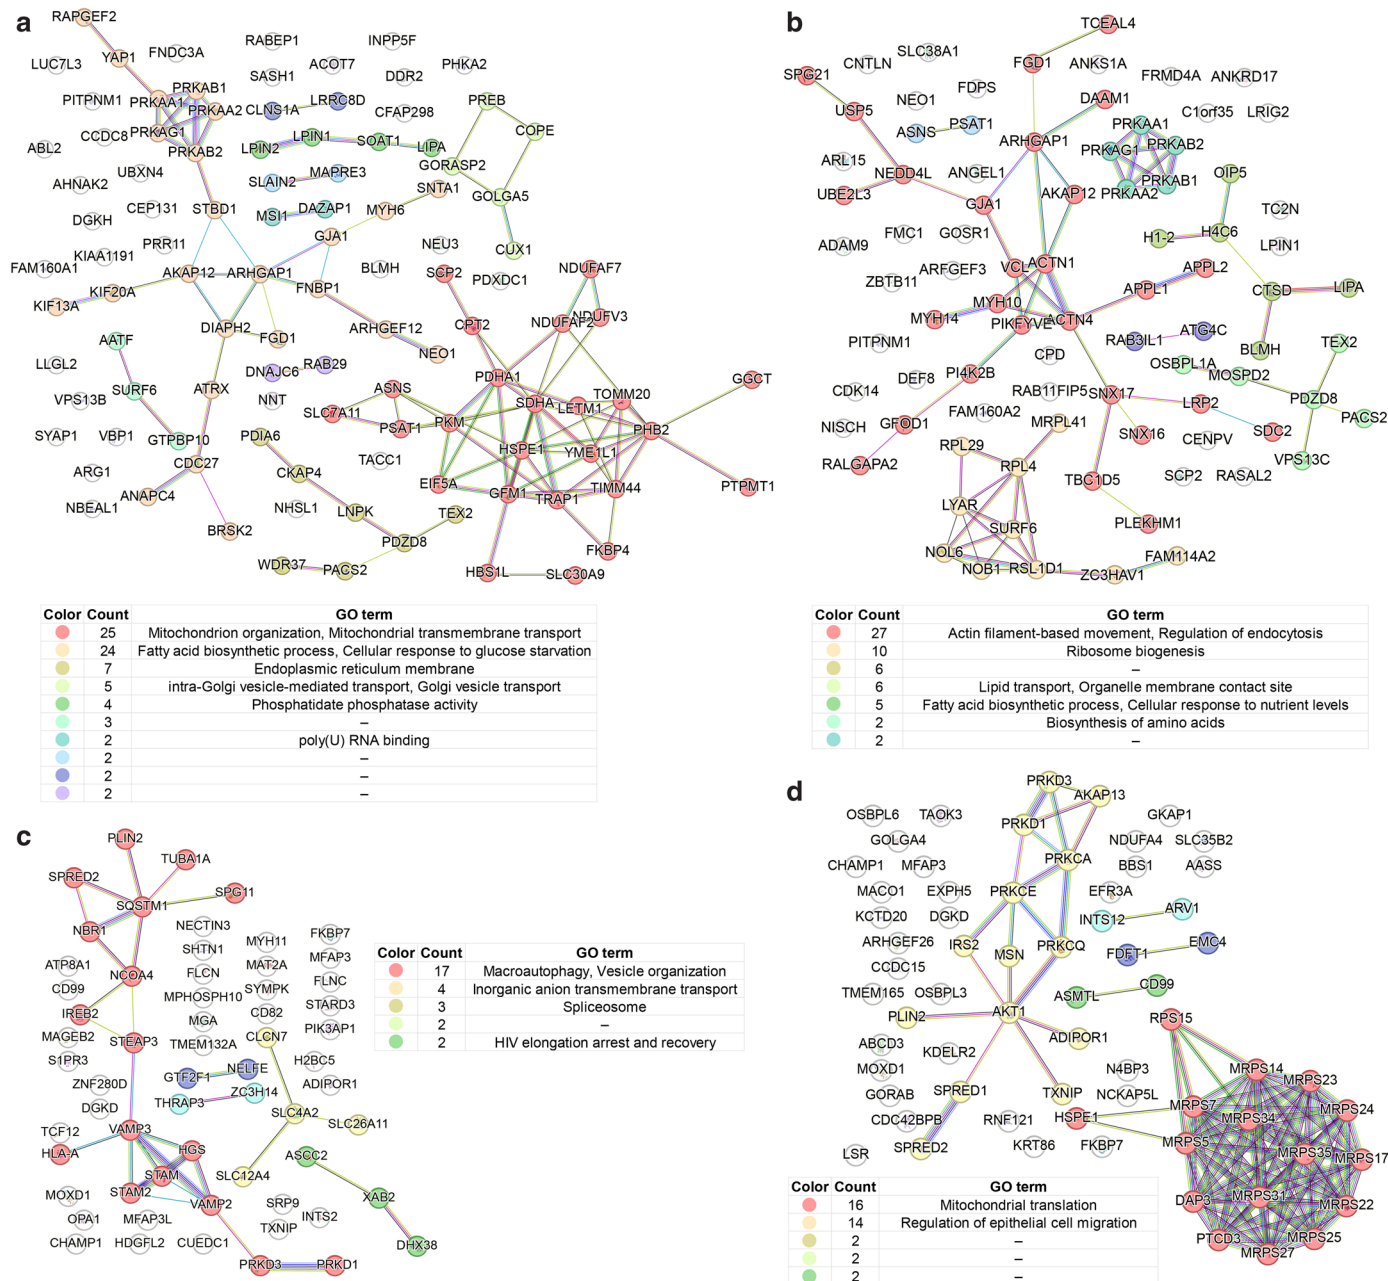 a
RAPGEF2
YAP1
FNDC3A
RABEP1
INPP5F
LUC7L3
SASH1
ACOT7
DDR2
PHKA2
PITPNM1
PRKAA1
PRKAB1
PRKAA2
CLNS1A
LRRC8D
CFAP298
PREB
CCDC8
PRKAG1
COPE
ABL2
PRKAB2
LPIN2
LPIN1
SOAT1
LIPA
GORASP2
UBXN4
AHNAK2
SLAIN2
MAPRE3
SNTA1
GOLGA5
DGKH
CEP131
STBD1
MSI1
DAZAP1
MYH6
PRR11
GJA1
NEU3
CUX1
KIAA1191
FAM160A1
AKAP12
ARHGAP1
BLMH
SCP2
PDXDC1
NDUFAF7
KIF13A
KIF20A
FNBP1
CPT2
NDUFAF2
NDUFV3
DIAPH2
FGD1
ARHGEF12
NEO1
AATF
LLGL2
DNAJC6
RAB29
PDHA1
GGCT
SURF6
ATRX
NNT
ASNS
SDHA
LETM1
TOMM20
VPS13B
SLC7A11
PSAT1
PKM
PHB2
SYAP1
VBP1
GTPBP10
PDIA6
HSPE1
YME1L1
ARG1
CDC27
CKAP4
TACC1
NBEAL1
ANAPC4
EIF5A
GFM1
TRAP1
TIMM44
PTPMT1
NHSL1
LNPK
TEX2
BRSK2
PDZD8
FKBP4
WDR37
PACS2
HBS1L
SLC30A9
Color Count GO term
25 Mitochondrion organization, Mitochondrial transmembrane transport
24 Fatty acid biosynthetic process, Cellular response to glucose starvation
7 Endoplasmic reticulum membrane
5 intra-Golgi vesicle-mediated transport, Golgi vesicle transport
4 Phosphatidate phosphatase activity
3 –
2 poly(U) RNA binding
2 –
2 –
2 –
b
TCEAL4
CNTLN
SLC38A1
FGD1
ANKS1A
SPG21
FRMD4A
ANKRD17
NEO1
FDPS
DAAM1
USP5
ASNS
PSAT1
C1orf35
LRIG2
ARHGAP1
PRKAA1
PRKAG1
PRKAB2
ARL15
NEDD4L
ANGEL1
PRKAA2
PRKAB1
OIP5
UBE2L3
GJA1
AKAP12
TC2N
ADAM9
FMC1
GOSR1
H1-2
H4C6
LPIN1
ZBTB11
ARFGEF3
VCL
ACTN1
APPL2
APPL1
CTSD
LIPA
MYH10
MYH14
PIKFYVE
ACTN4
RAB3IL1
ATG4C
PITPNM1
CPD
OSBPL1A
BLMH
TEX2
CDK14
DEF8
PI4K2B
RAB11FIP5
SNX17
MOSPD2
PDZD8
FAM160A2
LRP2
PACS2
NISCH
GFOD1
MRPL41
SNX16
SDC2
RPL29
CENPV
RALGAPA2
RPL4
TBC1D5
SCP2
RASAL2
VPS13C
LYAR
SURF6
PLEKHM1
NOL6
NOB1
RSL1D1
ZC3HAV1
FAM114A2
Color Count GO term
27 Actin filament-based movement, Regulation of endocytosis
10 Ribosome biogenesis
6 –
6 Lipid transport, Organelle membrane contact site
5 Fatty acid biosynthetic process, Cellular response to nutrient levels
2 Biosynthesis of amino acids
2 –
c
PLIN2
TUBA1A
SPRED2
SPG11
SQSTM1
NBR1
NECTIN3
FKBP7
SHTN1
MYH11
MFAP3
ATP8A1
NCOA4
FLCN
MAT2A
FLNC
CD99
MPHOSPH10
SYMPK
STARD3
IREB2
MGA
CD82
PIK3AP1
MAGEB2
STEAP3
TMEM132A
CLCN7
S1PR3
GTF2F1
NELFE
H2BC5
ZNF280D
THRAP3
ZC3H14
ADIPOR1
DGKD
SLC4A2
TCF12
VAMP3
SLC26A11
HLA-A
HGS
ASCC2
STAM
SLC12A4
MOXD1
STAM2
VAMP2
XAB2
OPA1
MFAP3L
SRP9
INTS2
TXNIP
CHAMP1
HDGFL2
CUEDC1
DHX38
PRKD3
PRKD1
Color Count GO term
17 Macroautophagy, Vesicle organization
4 Inorganic anion transmembrane transport
3 Spliceosome
2 –
2 HIV elongation arrest and recovery
d
PRKD3
AKAP13
OSBPL6
TAOK3
PRKD1
GKAP1
GOLGA4
NDUFA4
SLC35B2
CHAMP1
MFAP3
PRKCA
BBS1
AASS
MACO1
EXPH5
PRKCE
EFR3A
ARV1
KCTD20
DGKD
INTS12
ARHGEF26
IRS2
MSN
PRKCQ
FDFT1
EMC4
CCDC15
TMEM165
OSBPL3
ASMTL
CD99
PLIN2
AKT1
RPS15
ABCD3
KDELR2
ADIPOR1
MOXD1
N4BP3
MRPS14
MRPS23
GORAB
SPRED1
TXNIP
NCKAP5L
MRPS7
MRPS24
CDC42BPB
RNF121
HSPE1
MRPS34
LSR
SPRED2
KRT86
FKBP7
MRPS5
MRPS35
MRPS17
DAP3
MRPS31
MRPS22
PTCD3
MRPS25
MRPS27
Color Count GO term
16 Mitochondrial translation
14 Regulation of epithelial cell migration
2 –
2 –
2 –